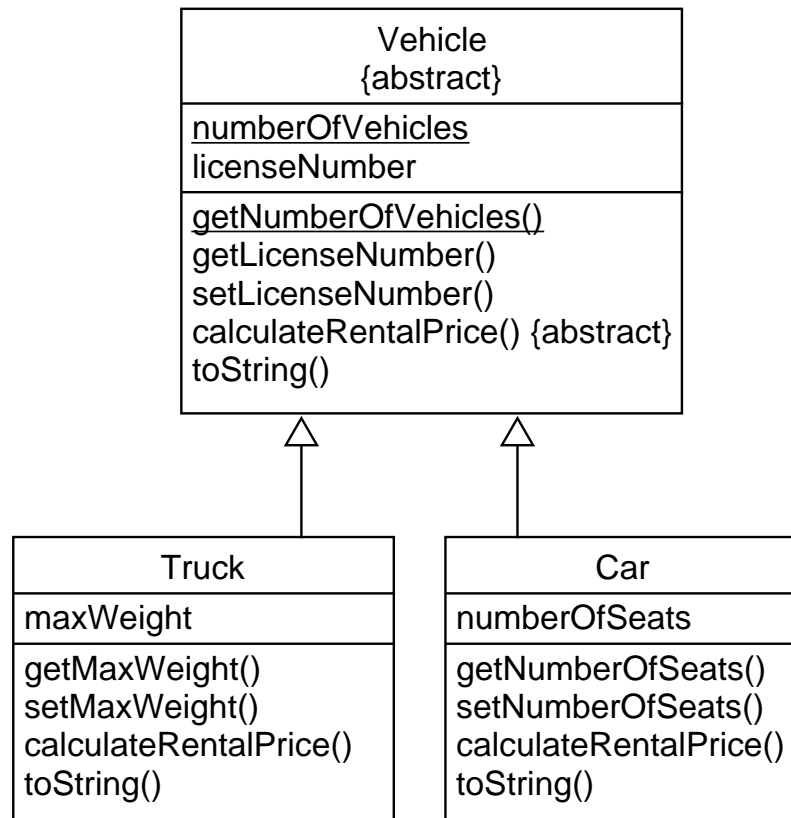 Vehicle
{abstract}
numberOfVehicles
licenseNumber
getNumberOfVehicles()
getLicenseNumber()
setLicenseNumber()
calculateRentalPrice() {abstract}
toString()
Truck
maxWeight
getMaxWeight()
setMaxWeight()
calculateRentalPrice()
toString()
Car
numberOfSeats
getNumberOfSeats()
setNumberOfSeats()
calculateRentalPrice()
toString()